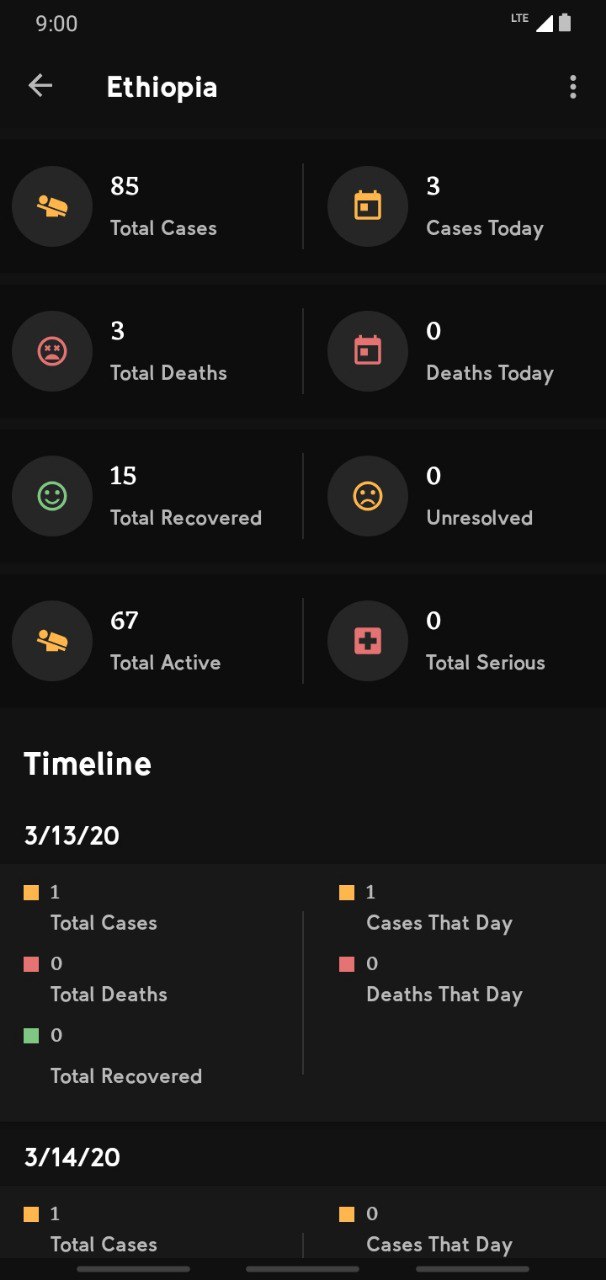 9:00 LTE
Ethiopia
85 3
Total Cases Cases Today
3 0
Total Deaths Deaths Today
15 0
Total Recovered Unresolved
67 0
Total Active Total Serious
Timeline
3/13/20
1 1
Total Cases Cases That Day
0 0
Total Deaths Deaths That Day
0
Total Recovered
3/14/20
1 0
Total Cases Cases That Day